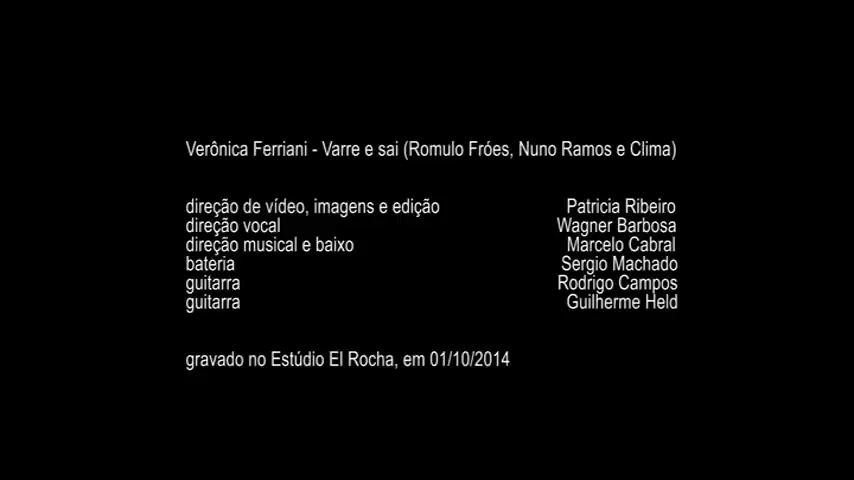 Verônica Ferriani - Varre e sai (Romulo Fróes, Nuno Ramos e Clima)
direção de vídeo, imagens e edição Patricia Ribeiro
direção vocal Wagner Barbosa
direção musical e baixo Marcelo Cabral
bateria Sergio Machado
guitarra Rodrigo Campos
guitarra Guilherme Held
gravado no Estúdio El Rocha, em 01/10/2014